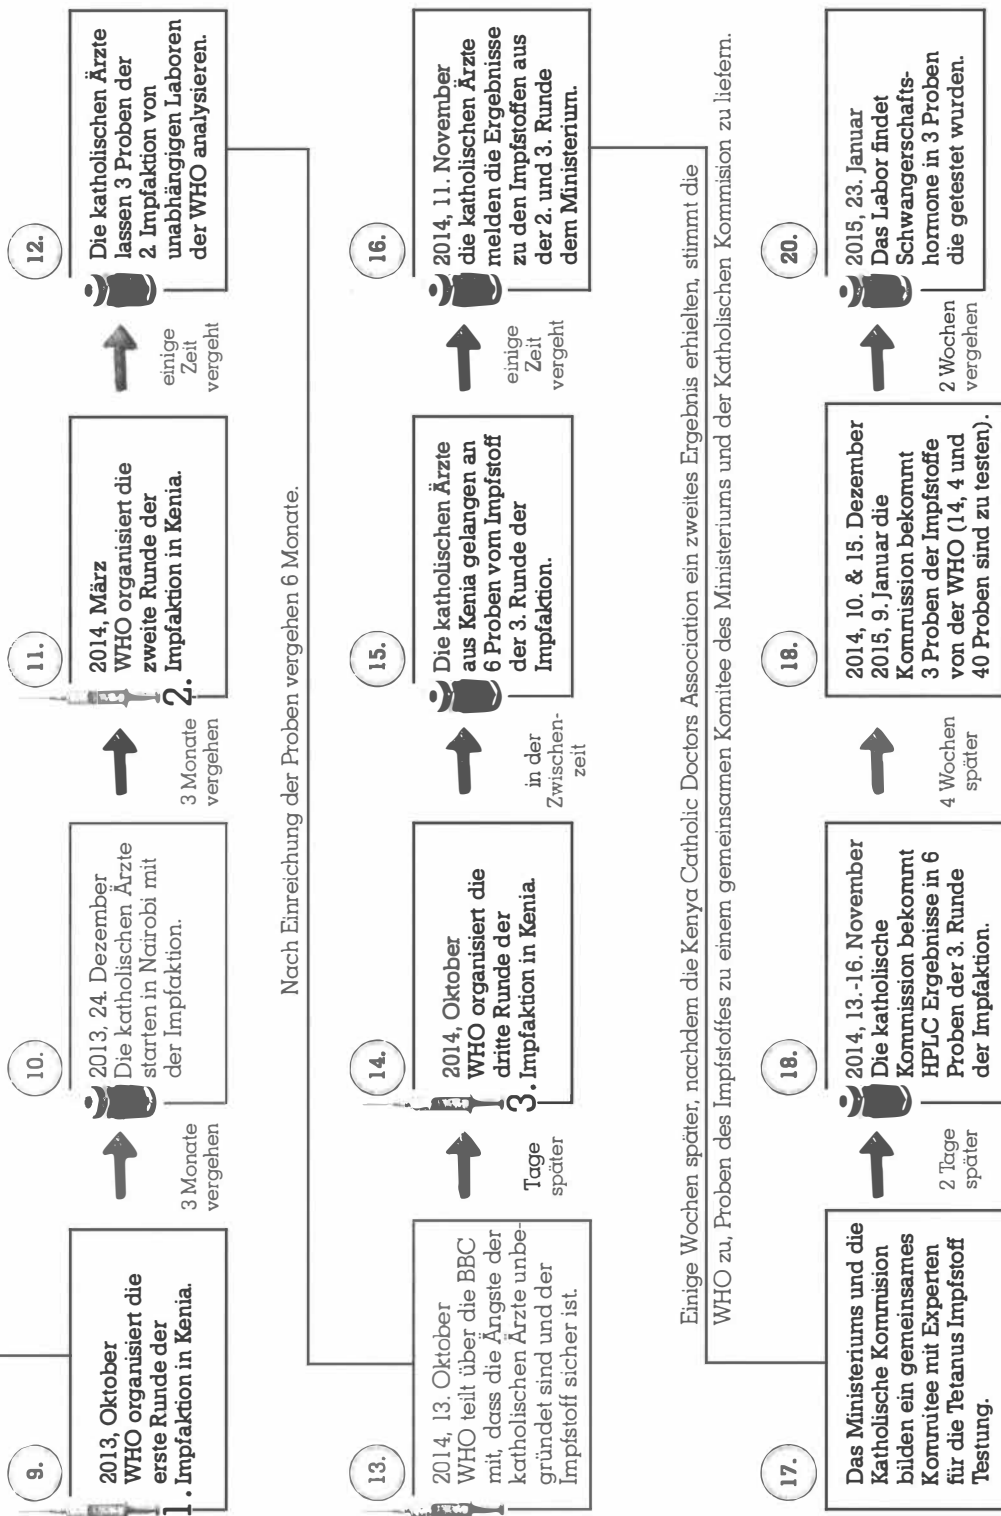 9.
2013, Oktober
WHO organisiert die
erste Runde der
1. Impfaktion in Kenia.
3 Monate
vergehen
10.
2013, 24. Dezember
Die katholischen Ärzte
starten in Nairobi mit
der Impfaktion.
3 Monate
vergehen
11.
2014, März
WHO organisiert die
zweite Runde der
2. Impfaktion in Kenia.
einige
Zeit
vergeht
12.
Die katholischen Ärzte
lassen 3 Proben der
2. Impfaktion von
unabhängigen Laboren
der WHO analysieren.
Nach Einreichung der Proben vergehen 6 Monate.
13.
2014, 13. Oktober
WHO teilt über die BBC
mit, dass die Ängste der
katholischen Ärzte unbe-
gründet sind und der
Impfstoff sicher ist.
Tage
später
14.
2014, Oktober
WHO organisiert die
dritte Runde der
3. Impfaktion in Kenia.
in der
Zwischen-
zeit
15.
Die katholischen Ärzte
aus Kenia gelangen an
6 Proben vom Impfstoff
der 3. Runde der
Impfaktion.
einige
Zeit
vergeht
16.
2014, 11. November
die katholischen Ärzte
melden die Ergebnisse
zu den Impfstoffen aus
der 2. und 3. Runde
dem Ministerium.
Einige Wochen später, nachdem die Kenya Catholic Doctors Association ein zweites Ergebnis erhielten, stimmt die
WHO zu, Proben des Impfstoffes zu einem gemeinsamen Komitee des Ministeriums und der Katholischen Kommision zu liefern.
17.
Das Ministeriums und die
Katholische Kommision
bilden ein gemeinsames
Kommitee mit Experten
für die Tetanus Impfstoff
Testung.
2 Tage
später
18.
2014, 13.-16. November
Die katholische
Kommission bekommt
HPLC Ergebnisse in 6
Proben der 3. Runde
der Impfaktion.
4 Wochen
später
18.
2014, 10. & 15. Dezember
2015, 9. Januar die
Kommission bekommt
3 Proben der Impfstoffe
von der WHO (14, 4 und
40 Proben sind zu testen).
2 Wochen
vergehen
20.
2015, 23. Januar
Das Labor findet
Schwangerschafts-
hormone in 3 Proben
die getestet wurden.